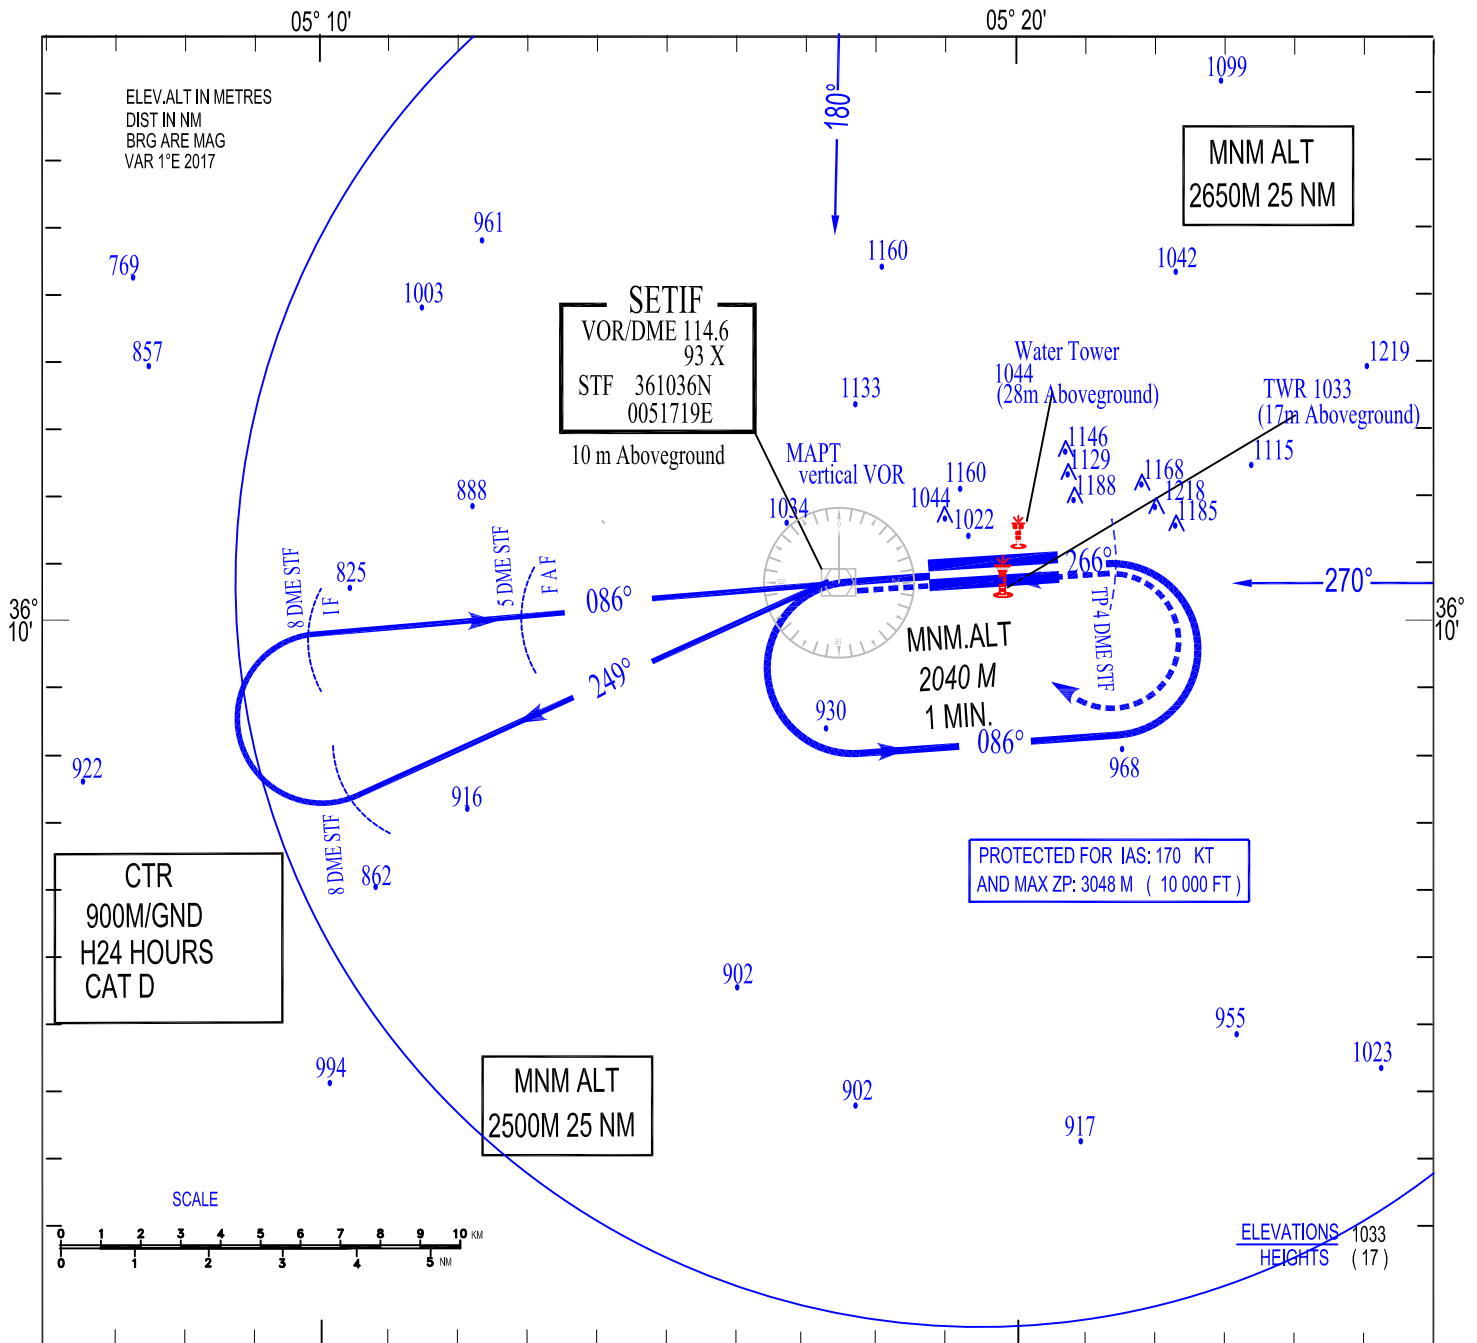 05° 10'
05° 20'
ELEV.ALT IN METRES
DIST IN NM
BRG ARE MAG
VAR 1°E 2017
180°
1099
MNM ALT
2650M 25 NM
961
769
1003
1160
1042
857
SETIF
VOR/DME 114.6
93 X
STF 361036N
0051719E
10 m Aboveground
1133
Water Tower
1044
(28m Aboveground)
1219
TWR 1033
(17m Aboveground)
1115
MAPT
vertical VOR
1146
1129
1188
1168
1218
1185
1160
1044
1022
888
1034
8 DME STF
I F
825
5 DME STF
F A F
086°
266°
270°
36°
10'
36°
10'
TP 4 DME STF
MNM.ALT
2040 M
1 MIN.
249°
930
086°
968
922
916
8 DME STF
862
PROTECTED FOR IAS: 170 KT
AND MAX ZP: 3048 M ( 10 000 FT )
CTR
900M/GND
H24 HOURS
CAT D
902
955
1023
994
MNM ALT
2500M 25 NM
902
917
SCALE
0 1 2 3 4 5 6 7 8 9 10 KM
0 1 2 3 4 5 NM
ELEVATIONS 1033
HEIGHTS ( 17 )